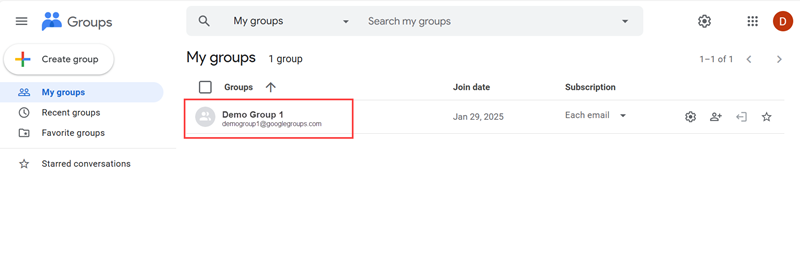 Groups
My groups
Search my groups
D
Create group
My groups
Recent groups
Favorite groups
Starred conversations
My groups 1 group
1–1 of 1
Groups
Join date
Subscription
Demo Group 1
demogroup1@googlegroups.com
Jan 29, 2025
Each email